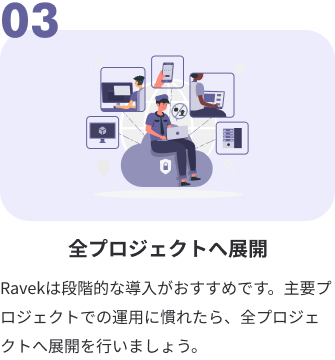 03
全プロジェクトへ展開
Ravekは段階的な導入がおすすめです。主要プ
ロジェクトでの運用に慣れたら、全プロジェ
クトへ展開を行いましょう。